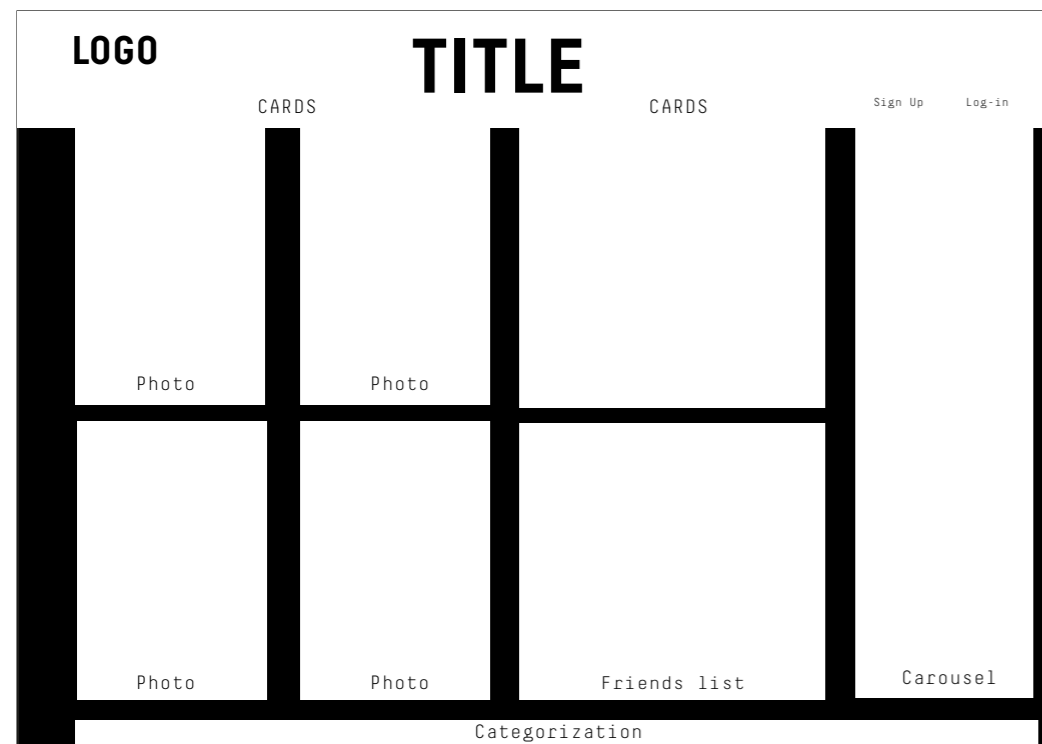 LOGO
TITLE
CARDS
CARDS
Sign Up
Log-in
Photo
Photo
Photo
Photo
Friends list
Carousel
Categorization